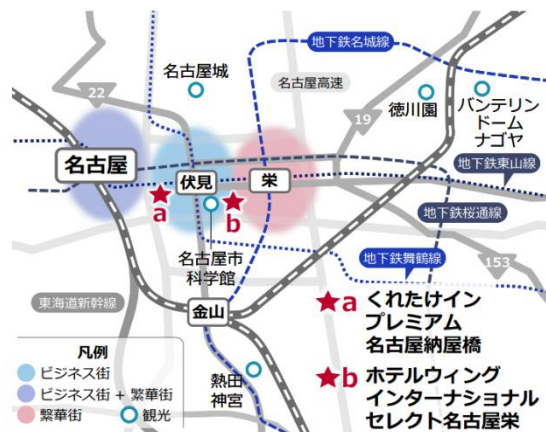 地下鉄名城線
22
名古屋城
名古屋高速
19
徳川園
バンテリン
ドーム
ナゴヤ
名古屋
伏見
栄
地下鉄東山線
a
b
地下鉄桜通線
名古屋市
科学館
地下鉄舞鶴線
153
東海道新幹線
金山
a くれたけイン
プレミアム
名古屋納屋橋
凡例
ビジネス街
ビジネス街 + 繁華街
繁華街
観光
熱田
神宮
b ホテルウィング
インターナショナル
セレクト名古屋栄